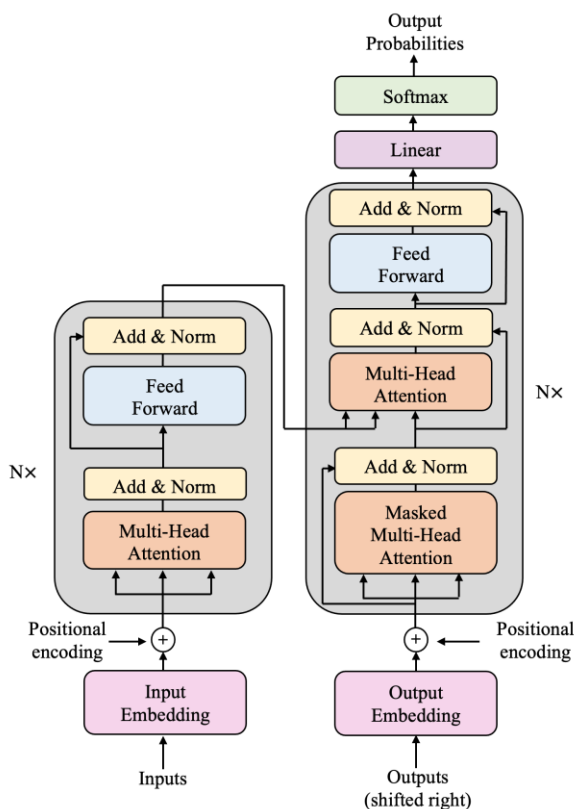 Output
Probabilities
Softmax
Linear
Add & Norm
Feed
Forward
Add & Norm
Multi-Head
Attention
N×
Add & Norm
Masked
Multi-Head
Attention
Add & Norm
Feed
Forward
N×
Add & Norm
Multi-Head
Attention
Positional
encoding
+
+
Positional
encoding
Input
Embedding
Output
Embedding
Inputs
Outputs
(shifted right)